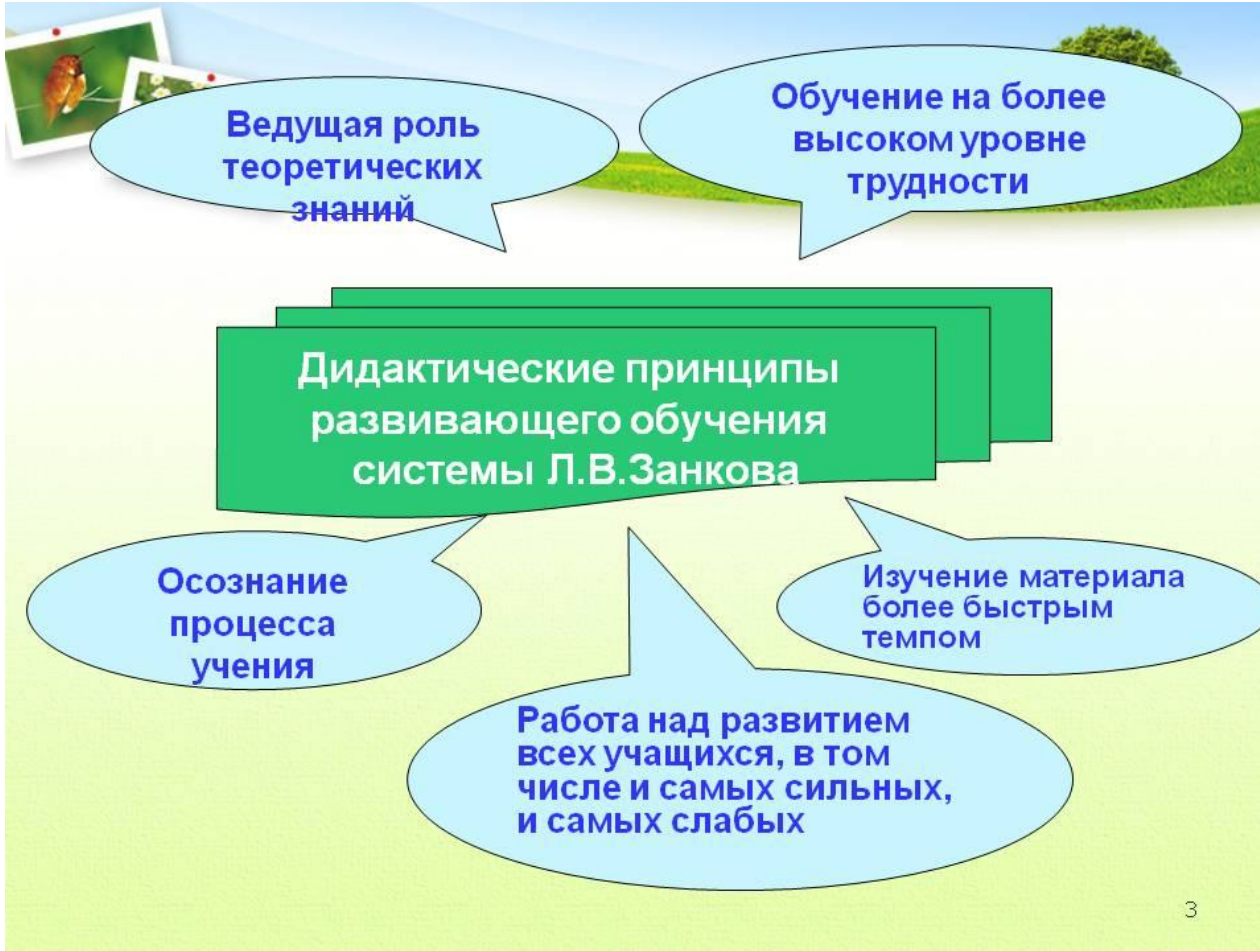 Ведущая роль
теоретических
знаний
Обучение на более
высоком уровне
трудности
Дидактические принципы
развивающего обучения
системы Л.В.Занкова
Осознание
процесса
учения
Изучение материала
более быстрым
темпом
Работа над развитием
всех учащихся, в том
числе и самых сильных,
и самых слабых
3